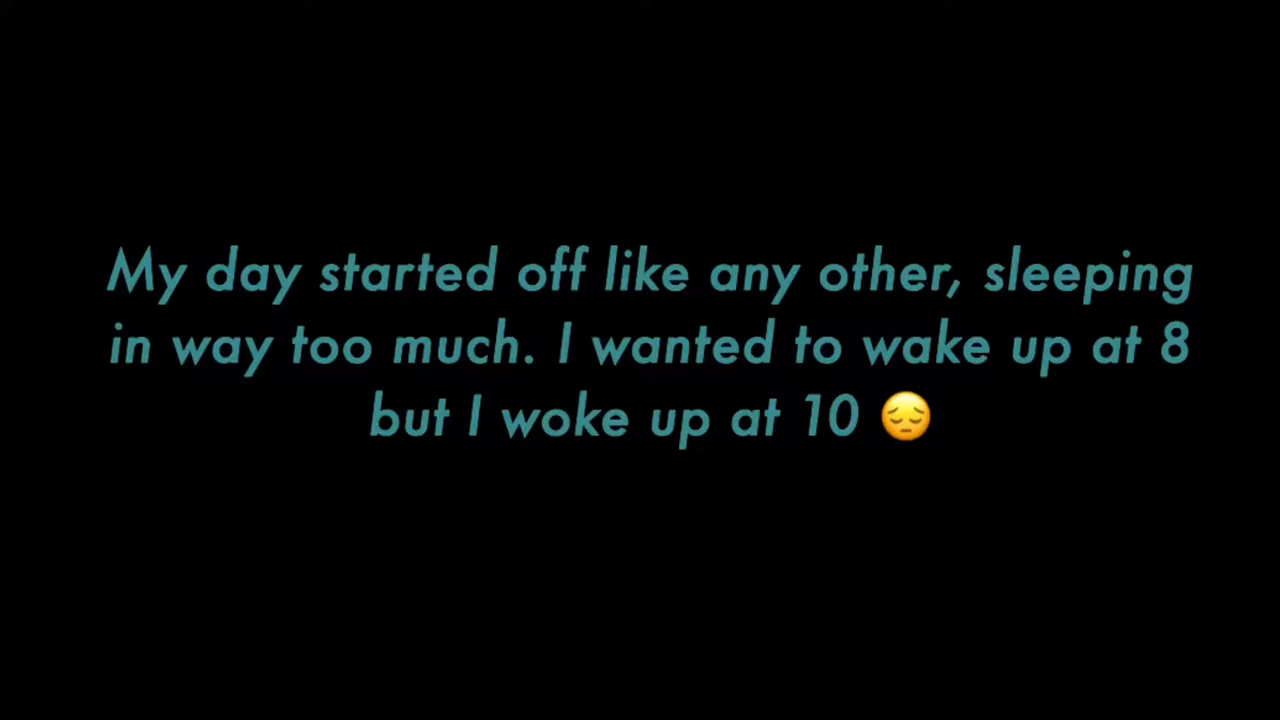 My day started off like any other, sleeping
in way too much. I wanted to wake up at 8
but I woke up at 10 😔